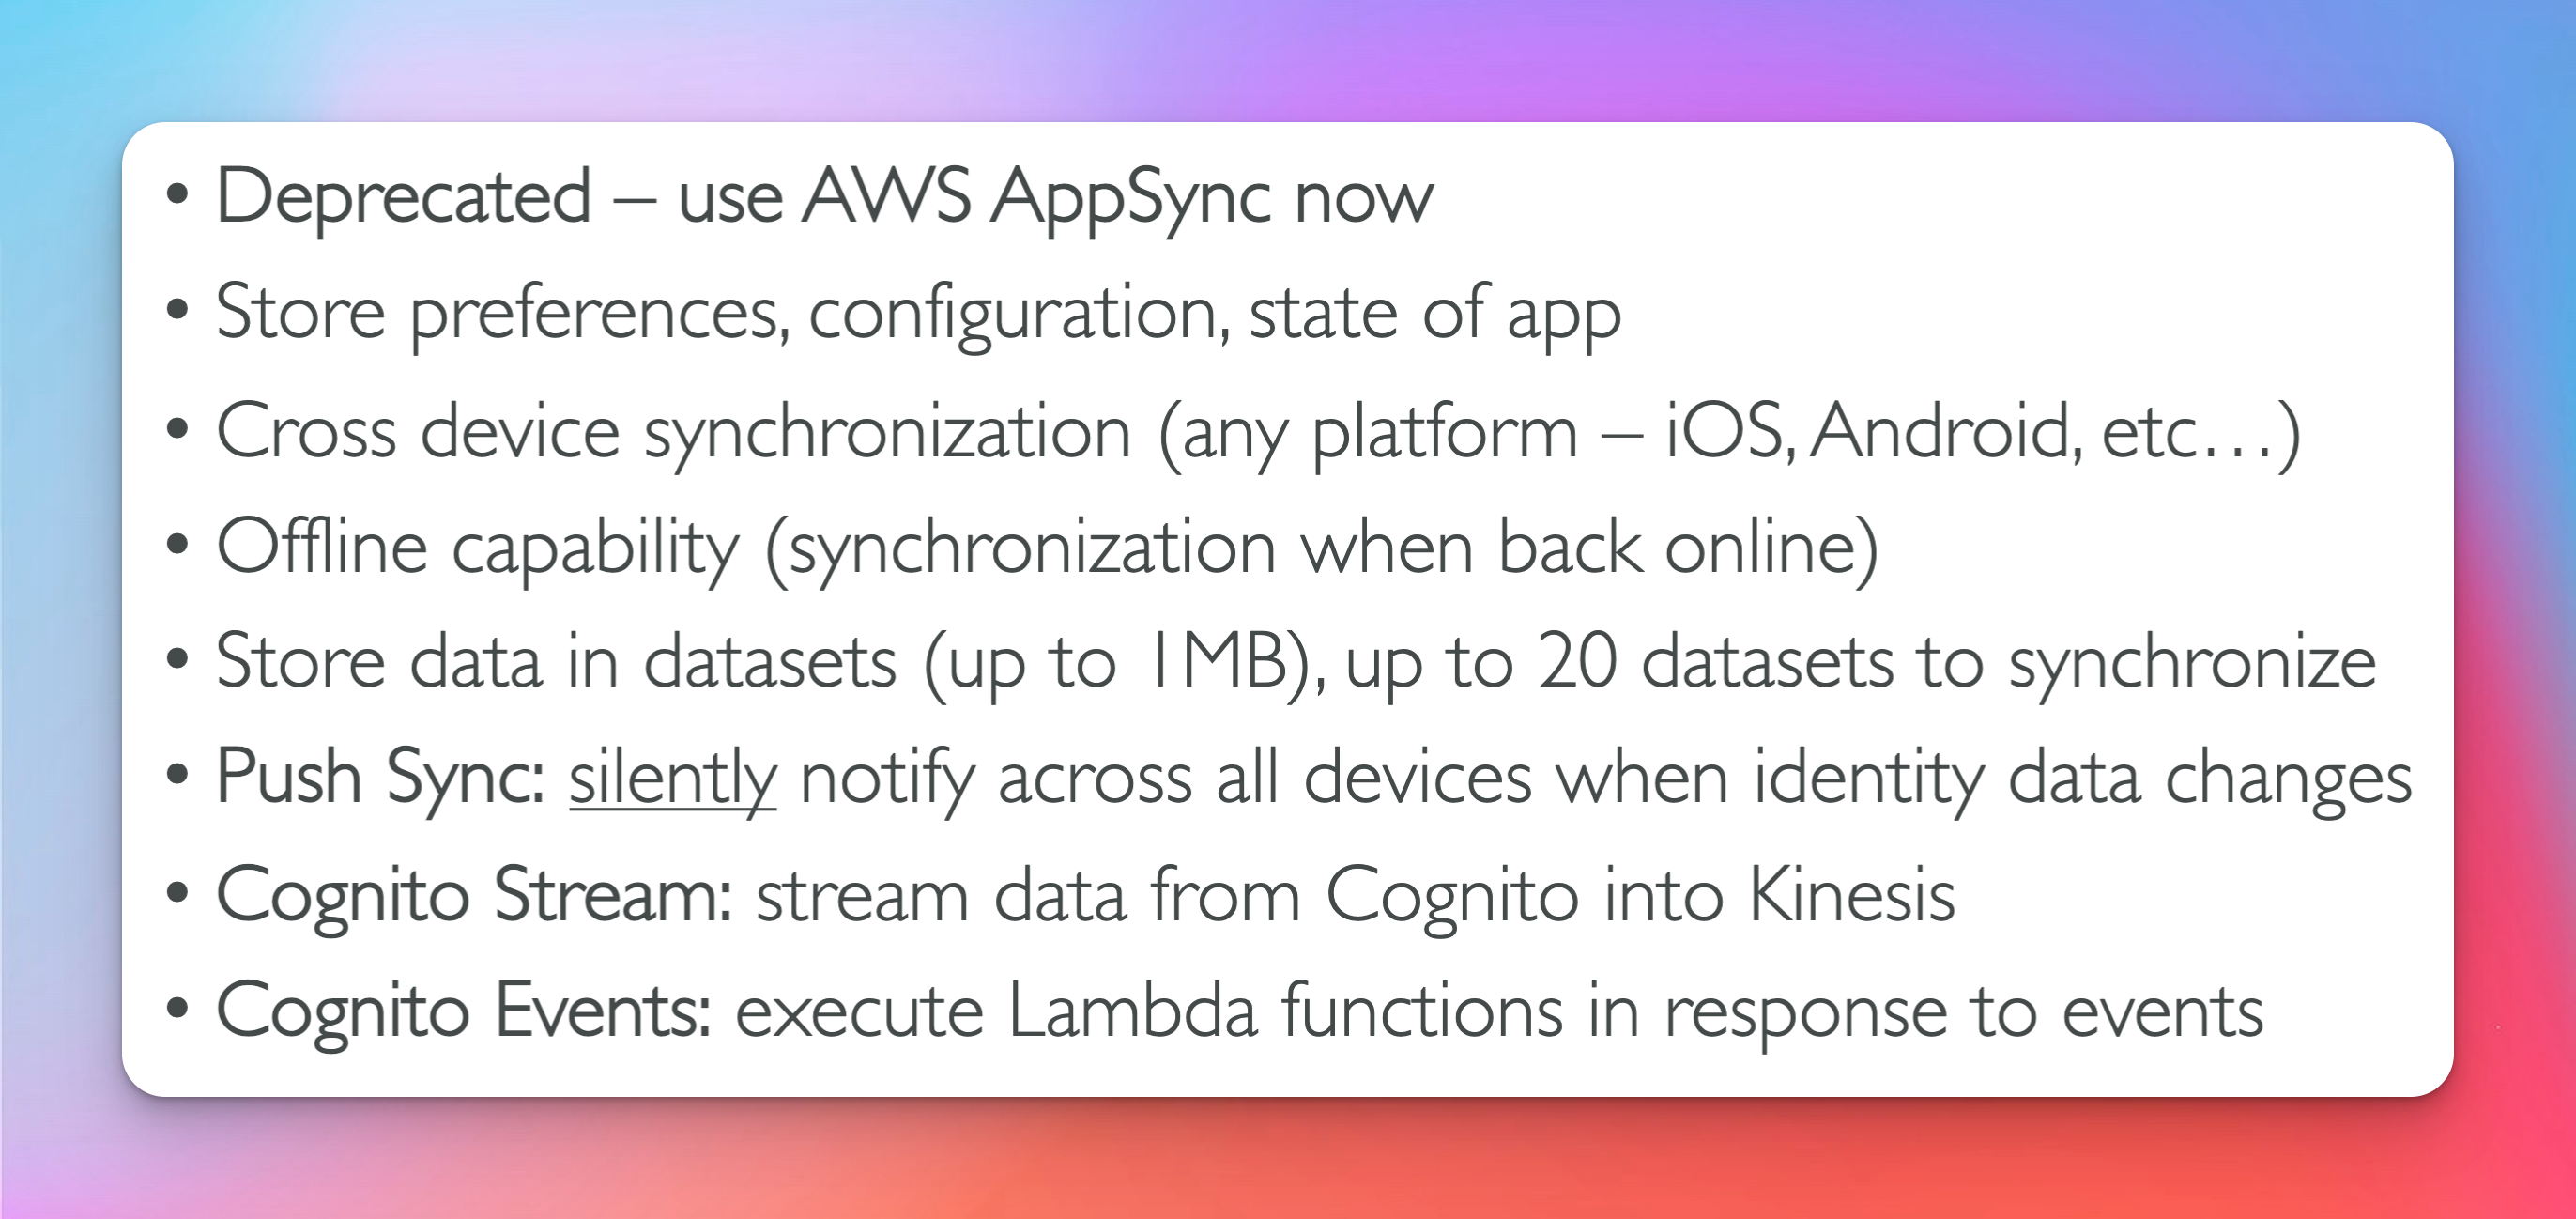 • Deprecated – use AWS AppSync now
• Store preferences, configuration, state of app
• Cross device synchronization (any platform – iOS, Android, etc…)
• Offline capability (synchronization when back online)
• Store data in datasets (up to 1MB), up to 20 datasets to synchronize
• Push Sync: silently notify across all devices when identity data changes
• Cognito Stream: stream data from Cognito into Kinesis
• Cognito Events: execute Lambda functions in response to events